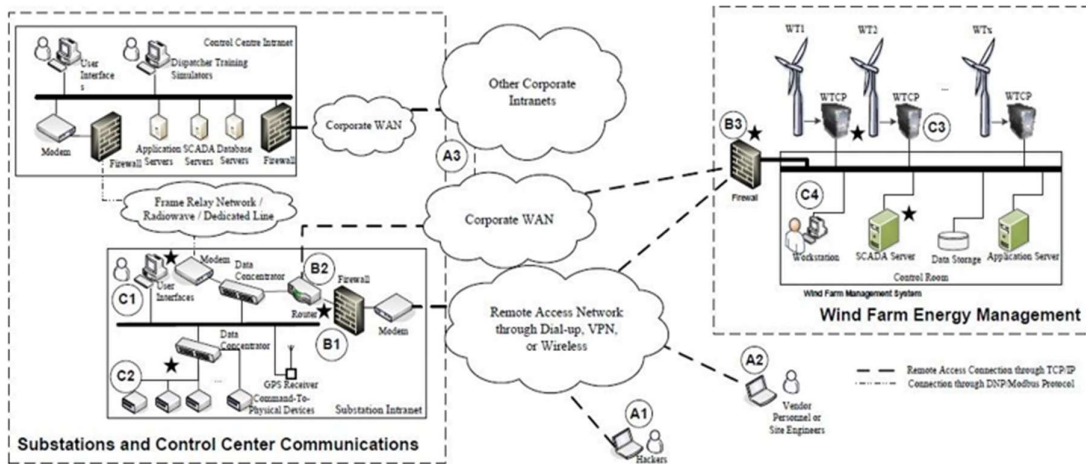 Control Centre Intranet
User
Interface
s
Dispatcher Training
Simulators
Modem
Firewall
Application
Servers
SCADA
Servers
Database
Servers
Firewall
Corporate WAN
Other Corporate
Intranets
A3
Frame Relay Network /
Radiowave / Dedicated Line
Corporate WAN
Modem
Data
Concentrator
B2
Firewall
User
Interfaces
C1
Router
B1
Modem
Data
Concentrator
C2
...
GPS Receiver
Command-To-
Physical Devices
Substation Intranet
Substations and Control Center Communications
Remote Access Network
through Dial-up, VPN,
or Wireless
A1
Hackers
A2
Vendor
Personnel or
Site Engineers
WT1
WT2
WTx
...
WTCP
WTCP
WTCP
B3
C3
Firewall
C4
Workstation
SCADA Server
Data Storage
Application Server
Control Room
Wind Farm Management System
Wind Farm Energy Management
Remote Access Connection through TCP/IP
Connection through DNP/Modbus Protocol